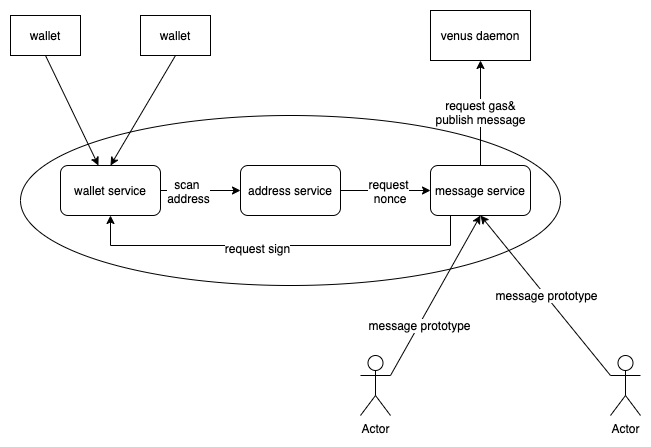 wallet
wallet
venus daemon
request gas&
publish message
wallet service
scan
address
address service
request
nonce
message service
request sign
message prototype
message prototype
Actor
Actor